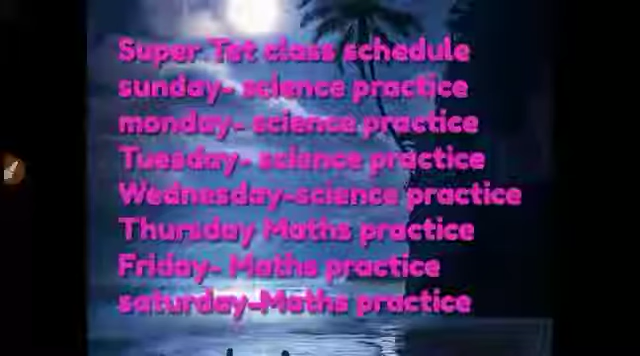 Super Tet class schedule
sunday- science practice
monday- science practice
Tuesday- science practice
Wednesday-science practice
Thursday Maths practice
Friday- Maths practice
saturday-Maths practice